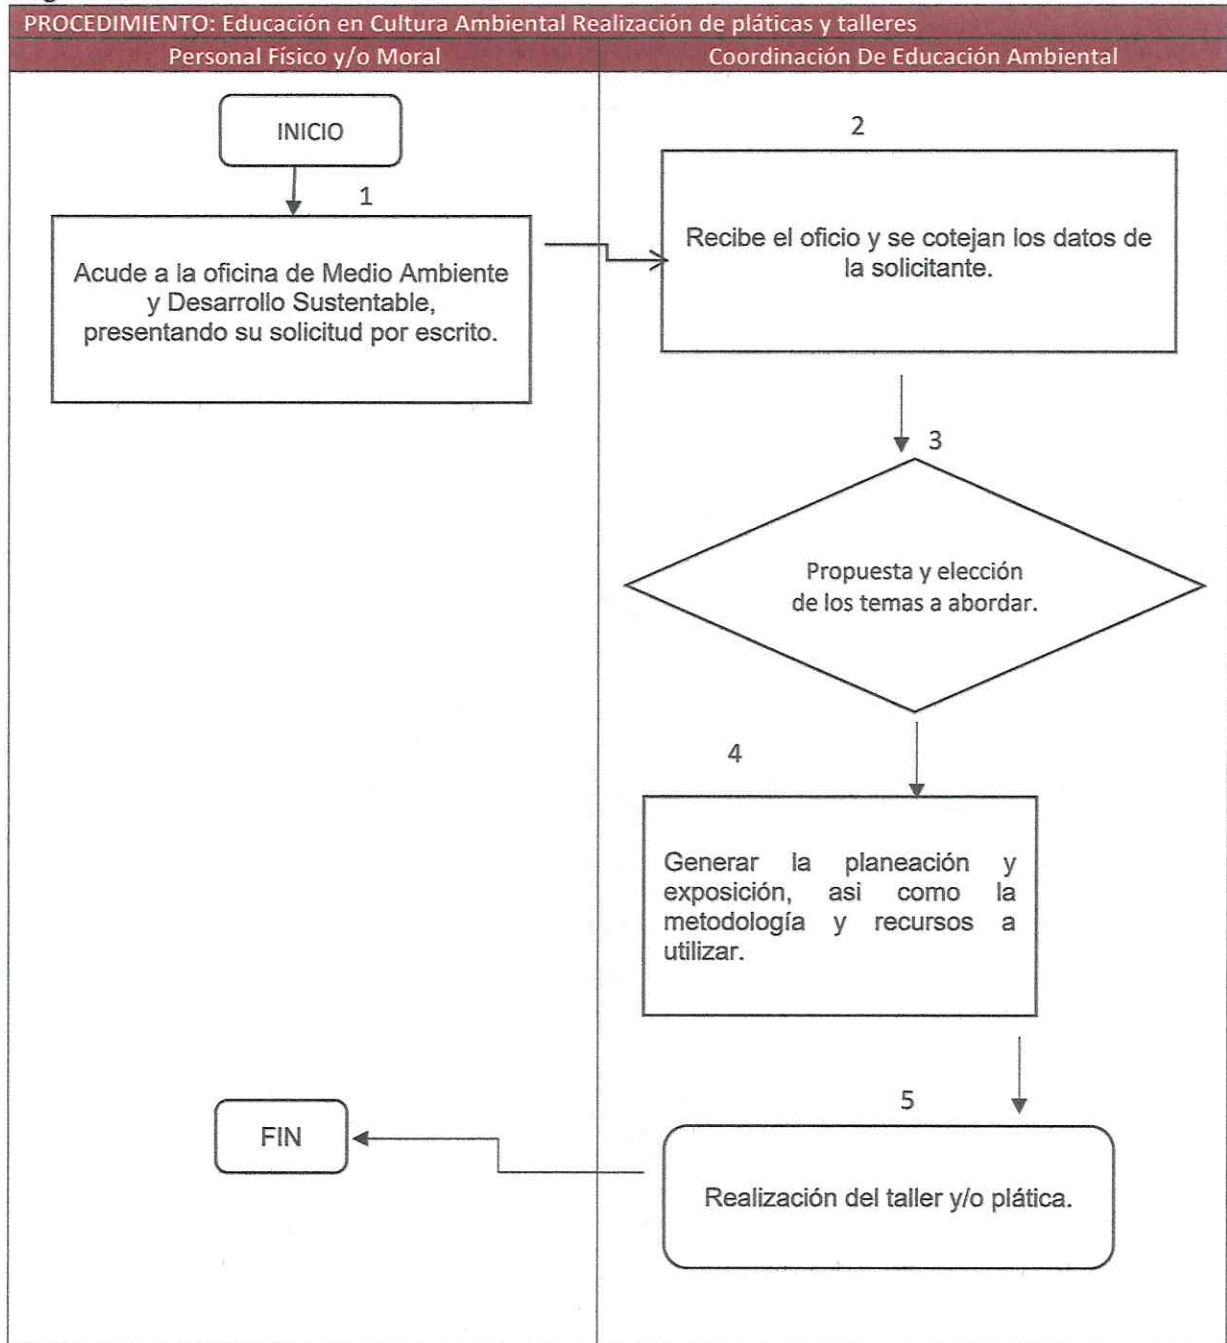 PROCEDIMIENTO: Educación en Cultura Ambiental Realización de pláticas y talleres
Personal Físico y/o Moral
Coordinación De Educación Ambiental
INICIO
1
Acude a la oficina de Medio Ambiente
y Desarrollo Sustentable,
presentando su solicitud por escrito.
2
Recibe el oficio y se cotejan los datos de
la solicitante.
3
Propuesta y elección
de los temas a abordar.
4
Generar la planeación y
exposición, asi como la
metodología y recursos a
utilizar.
5
Realización del taller y/o plática.
FIN